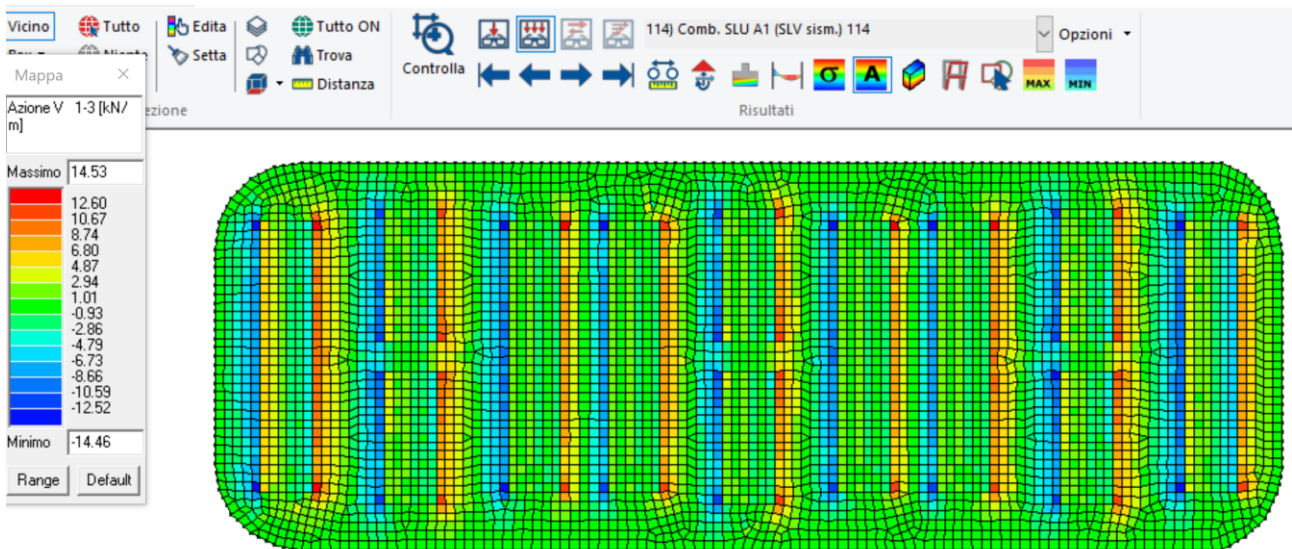 Vicino
Tutto
Edita
Tutto ON
114) Comb. SLU A1 (SLV sism.) 114
Opzioni
Niente
Setta
Trova
Controlla
Distanza
ezione
Risultati
MAX
MIN
σ
A
Mappa
Azione V 1-3 [kN/
m]
Massimo 14.53
12.60
10.67
8.74
6.80
4.87
2.94
1.01
-0.93
-2.86
-4.79
-6.73
-8.66
-10.59
-12.52
Minimo -14.46
Range
Default